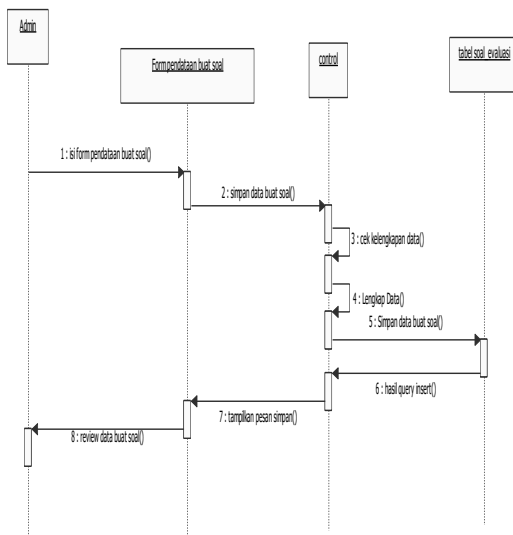 Admin
Form pendataan buat soal
control
tabel soal_evaluasi
1 : isi form pendataan buat soal()
2 : simpan data buat soal()
3 : cek kelengkapan data()
4 : Lengkap Data()
5 : Simpan data buat soal()
6 : hasil query insert()
7 : tampilkan pesan simpan()
8 : review data buat soal()